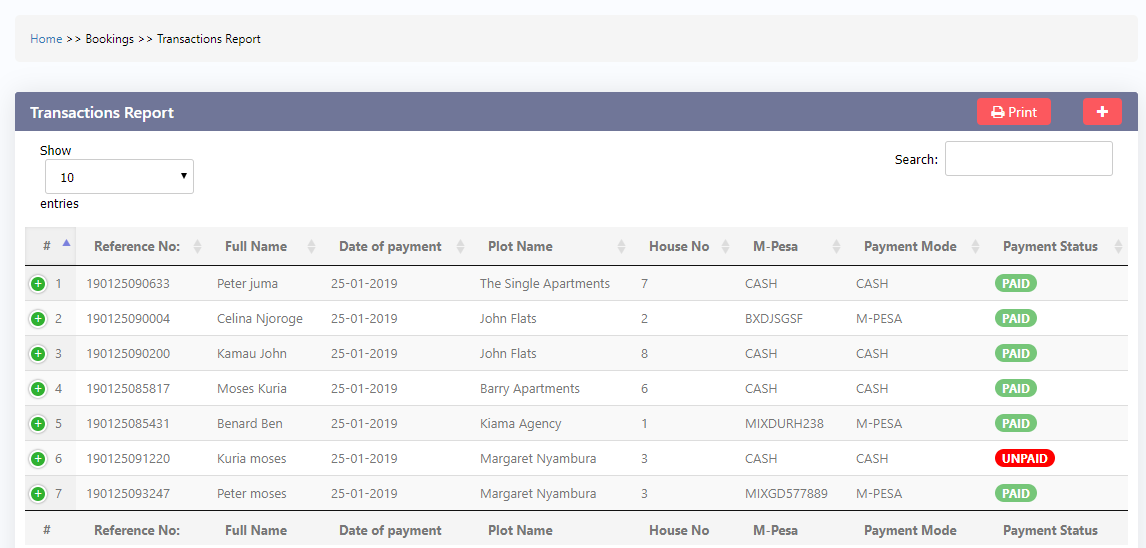 Home >> Bookings >> Transactions Report
Transactions Report Print
Show
10
entries
Search:
# Reference No: Full Name Date of payment Plot Name House No M-Pesa Payment Mode Payment Status
1 190125090633 Peter juma 25-01-2019 The Single Apartments 7 CASH CASH PAID
2 190125090004 Celina Njoroge 25-01-2019 John Flats 2 BXDJSGSF M-PESA PAID
3 190125090200 Kamau John 25-01-2019 John Flats 8 CASH CASH PAID
4 190125085817 Moses Kuria 25-01-2019 Barry Apartments 6 CASH CASH PAID
5 190125085431 Benard Ben 25-01-2019 Kiama Agency 1 MIXDURH238 M-PESA PAID
6 190125091220 Kuria moses 25-01-2019 Margaret Nyambura 3 CASH CASH UNPAID
7 190125093247 Peter moses 25-01-2019 Margaret Nyambura 3 MIXGD577889 M-PESA PAID
# Reference No: Full Name Date of payment Plot Name House No M-Pesa Payment Mode Payment Status